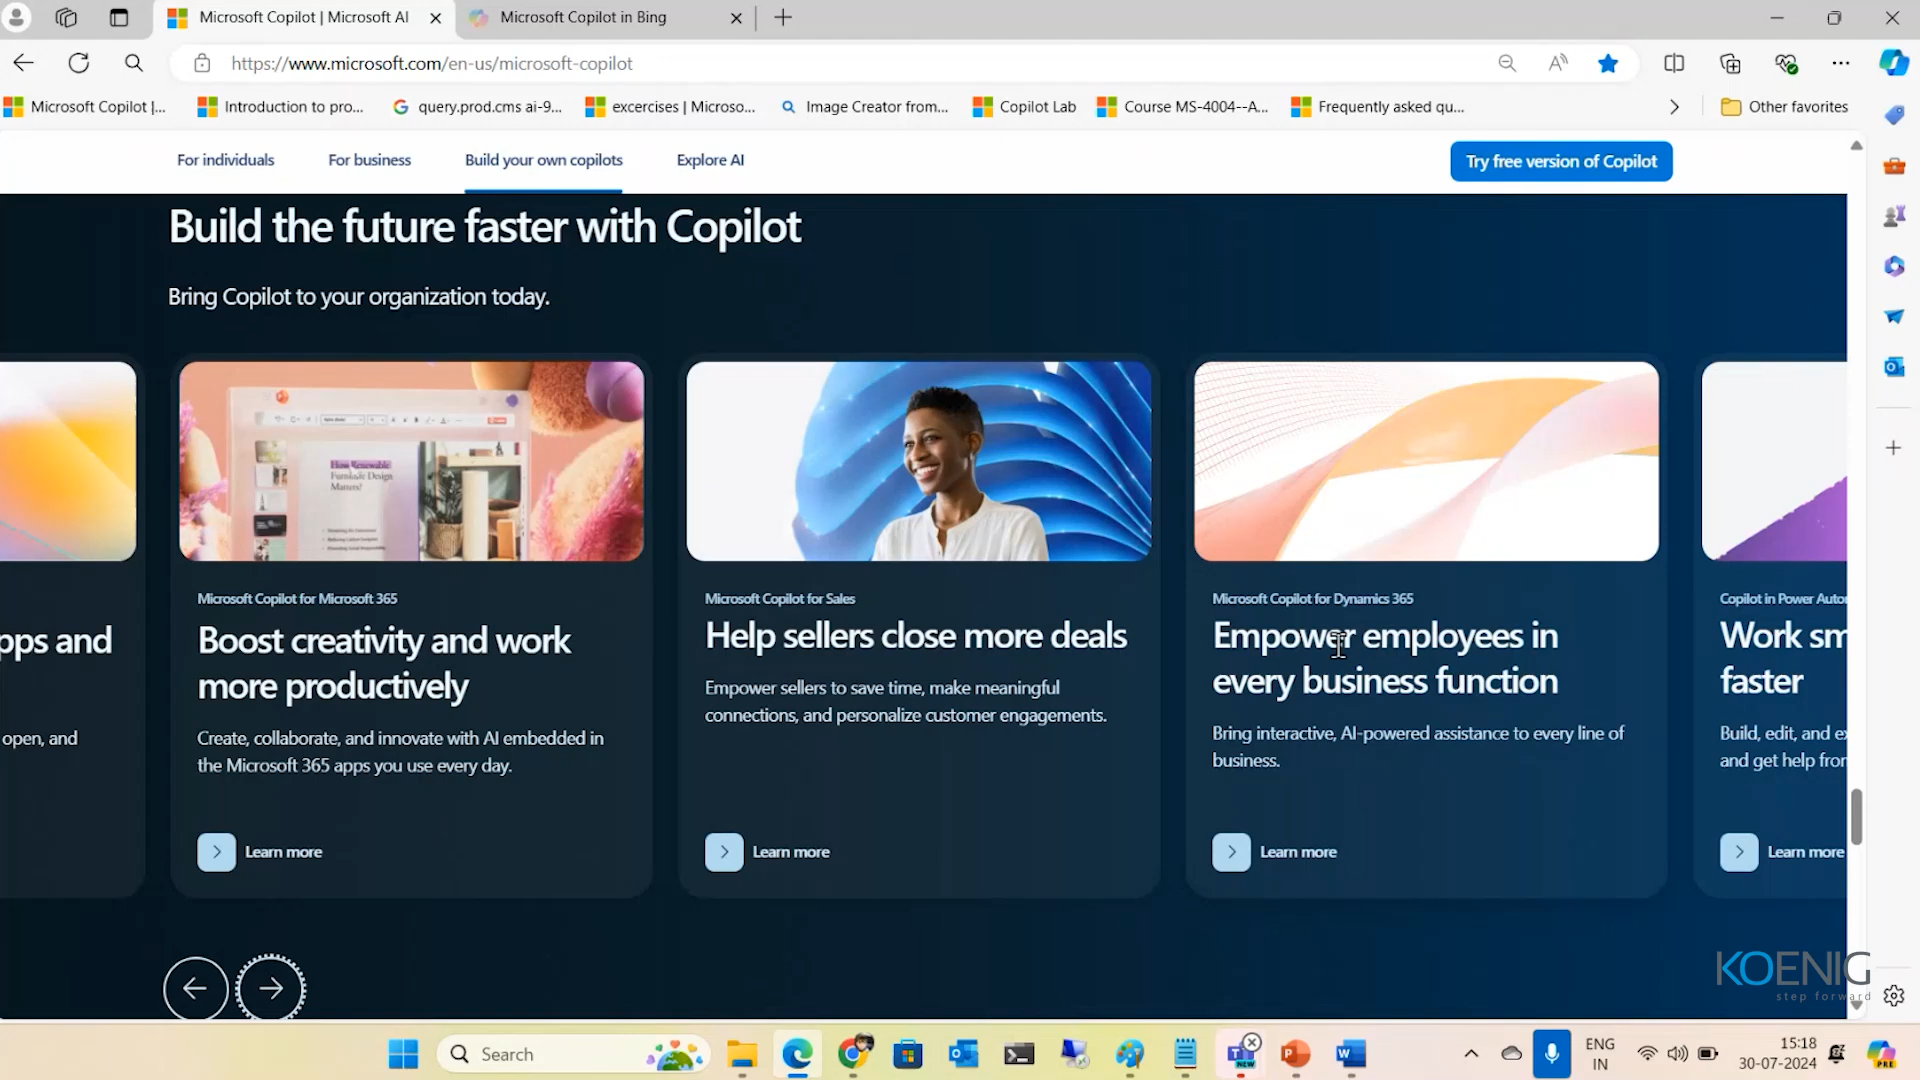 Microsoft Copilot | Microsoft AI
Microsoft Copilot in Bing
https://www.microsoft.com/en-us/microsoft-copilot
Microsoft Copilot |...
Introduction to pro...
query.prod.cms ai-9...
excercises | Microso...
Image Creator from...
Copilot Lab
Course MS-4004--A...
Frequently asked qu...
Other favorites
For individuals
For business
Build your own copilots
Explore AI
Try free version of Copilot
Build the future faster with Copilot
Bring Copilot to your organization today.
pps and
open, and
Microsoft Copilot for Microsoft 365
Boost creativity and work
more productively
Create, collaborate, and innovate with AI embedded in
the Microsoft 365 apps you use every day.
Learn more
Microsoft Copilot for Sales
Help sellers close more deals
Empower sellers to save time, make meaningful
connections, and personalize customer engagements.
Learn more
Microsoft Copilot for Dynamics 365
Empower employees in
every business function
Bring interactive, AI-powered assistance to every line of
business.
Learn more
Copilot in Power Autor
Work sm
faster
Build, edit, and ex
and get help fror
Learn more
KOENIG
step forward
Search
ENG
IN
15:18
30-07-2024